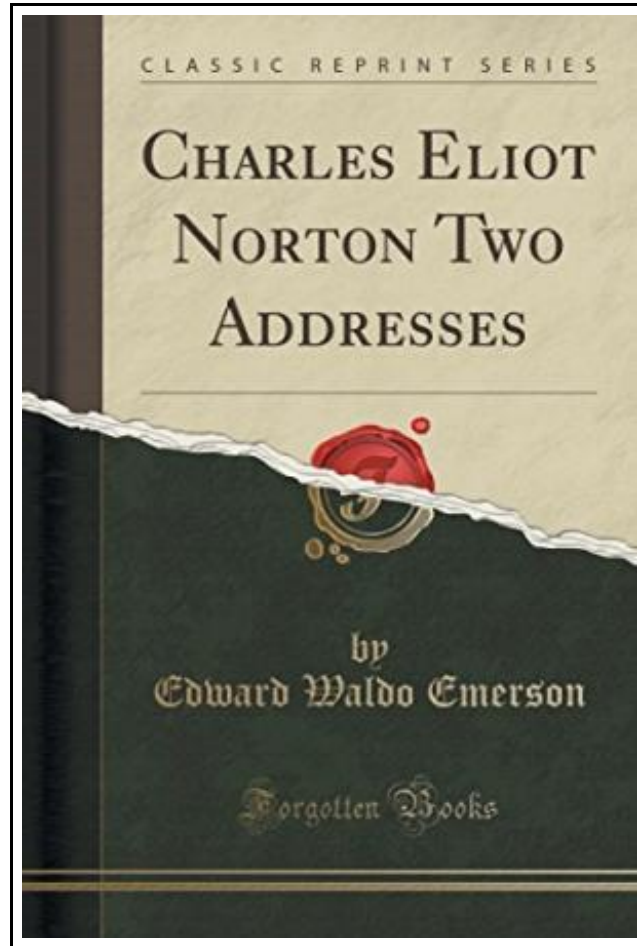 CLASSIC REPRINT SERIES
CHARLES ELIOT
NORTON TWO
ADDRESSES
by
Edward Waldo Emerson
Forgotten Books